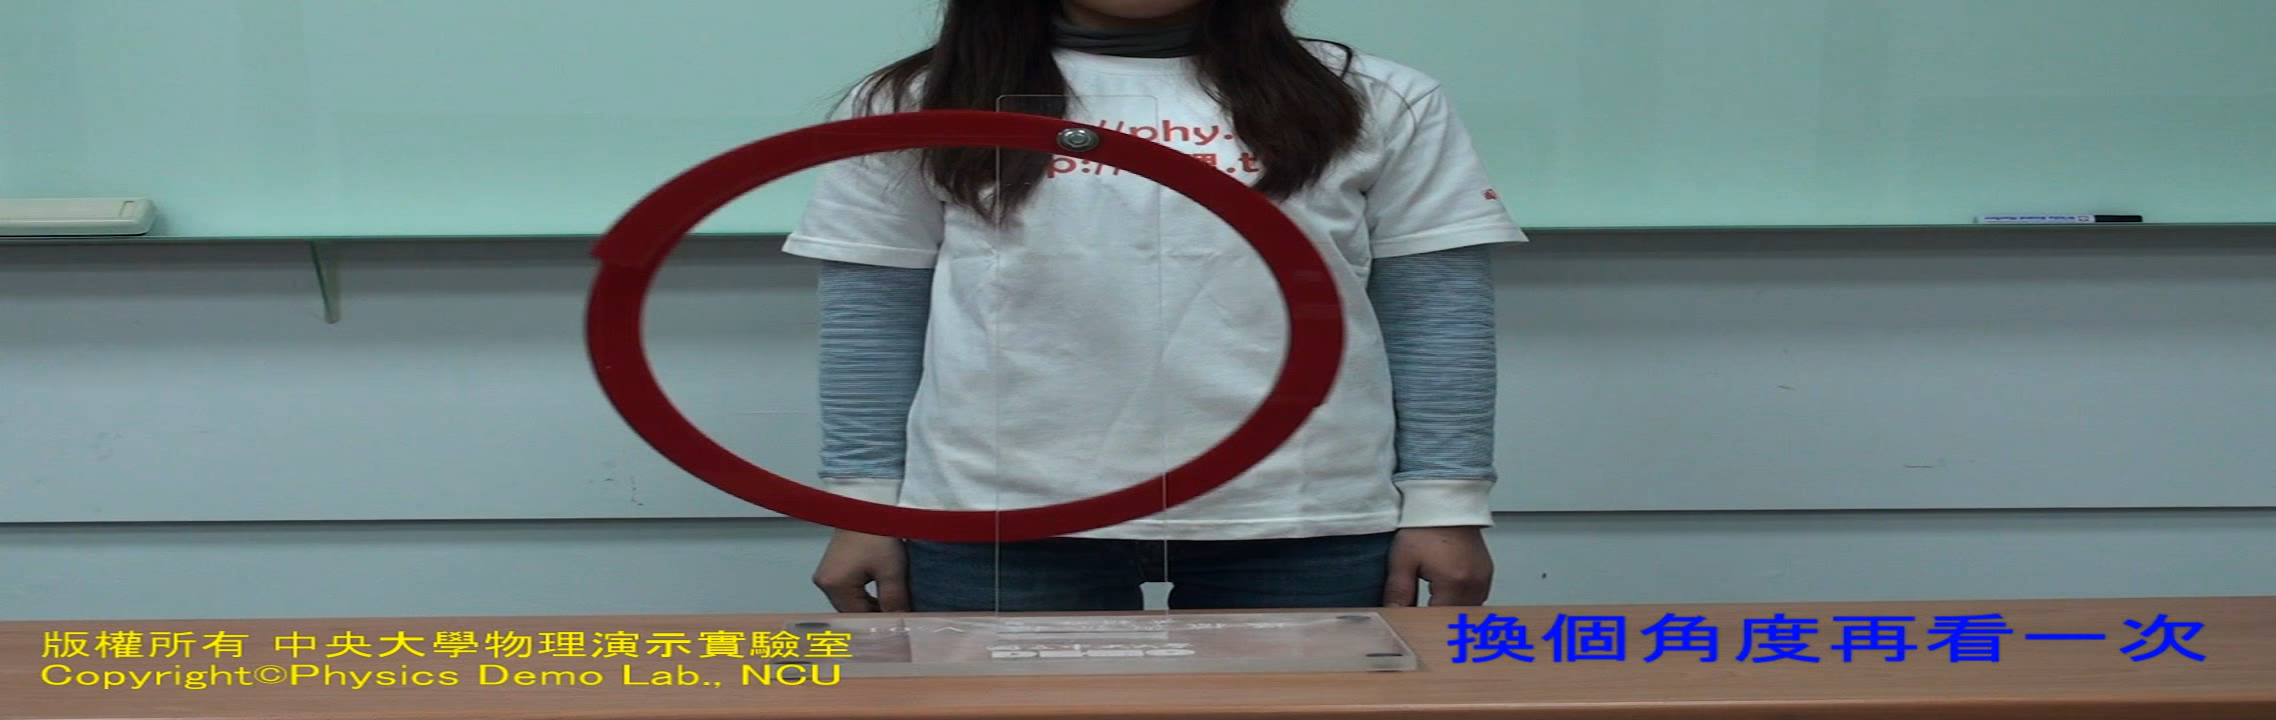 //phy.
p://
.t
版權所有 中央大學物理演示實驗室
Copyright©Physics Demo Lab., NCU
換個角度再看一次